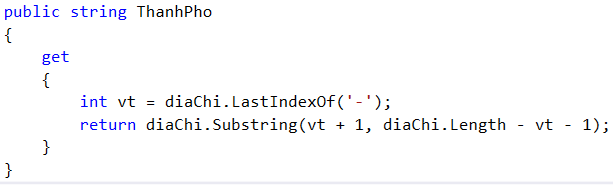 public string ThanhPho
{
    get
    {
        int vt = diaChi.LastIndexOf('-');
        return diaChi.Substring(vt + 1, diaChi.Length - vt - 1);
    }
}